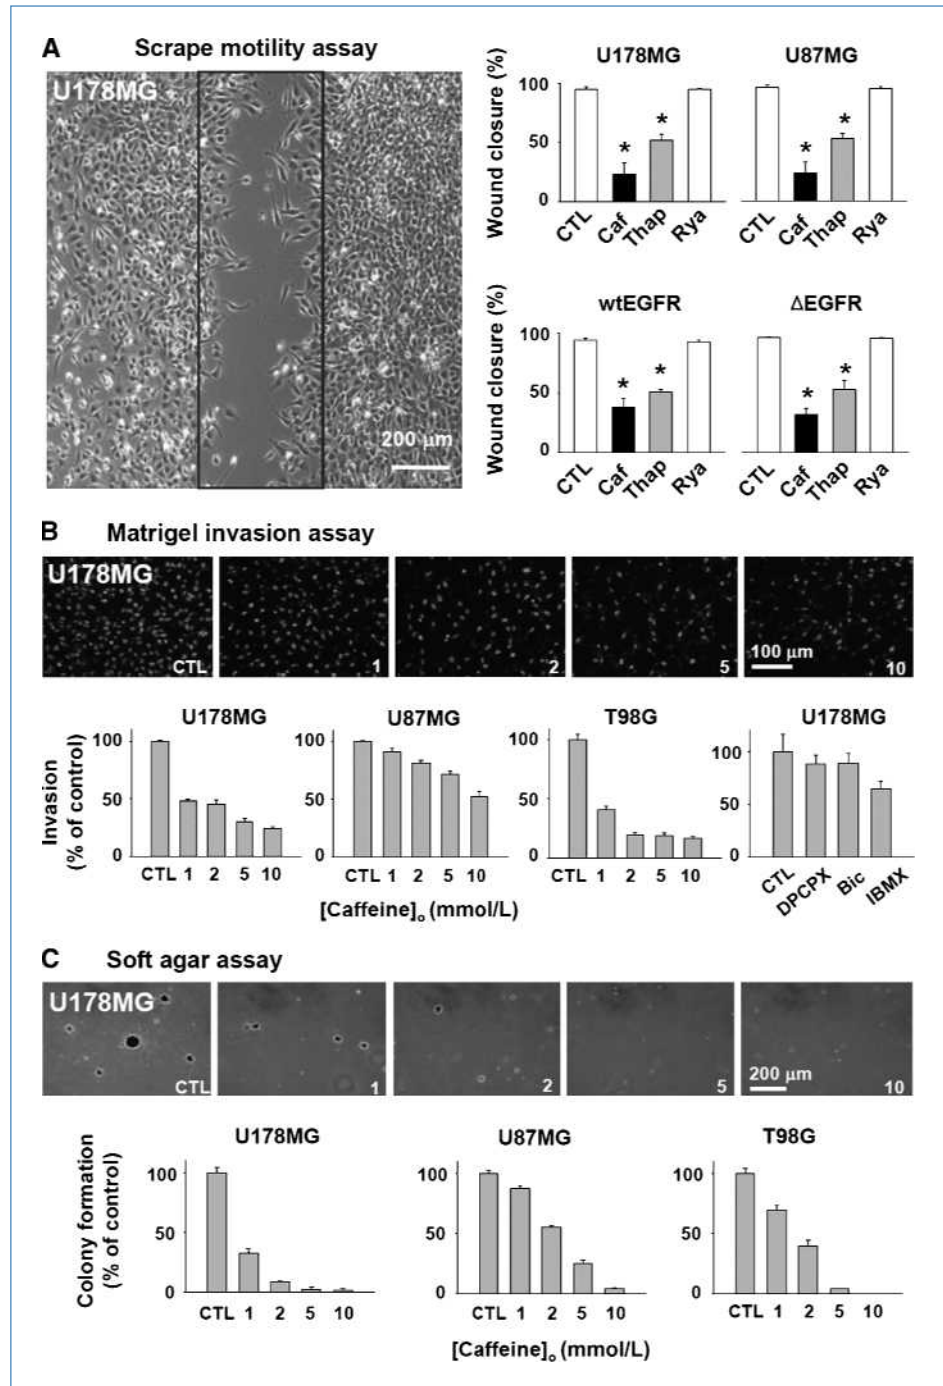 A Scrape motility assay
U178MG
200 µm
U178MG
Wound closure (%)
100
50
0
CTL
Caf
Thap
Rya
*
*
U87MG
100
50
0
CTL
Caf
Thap
Rya
*
*
wtEGFR
Wound closure (%)
100
50
0
CTL
Caf
Thap
Rya
*
*
ΔEGFR
100
50
0
CTL
Caf
Thap
Rya
*
*
B Matrigel invasion assay
U178MG
CTL
1
2
5
100 µm
10
U178MG
Invasion
(% of control)
100
50
0
CTL 1 2 5 10
U87MG
100
50
0
CTL 1 2 5 10
T98G
100
50
0
CTL 1 2 5 10
U178MG
100
50
0
CTL
DPCPX
Bic
IBMX
[Caffeine]o (mmol/L)
C Soft agar assay
U178MG
CTL
1
2
5
200 µm
10
U178MG
Colony formation
(% of control)
100
50
0
CTL 1 2 5 10
U87MG
100
50
0
CTL 1 2 5 10
T98G
100
50
0
CTL 1 2 5 10
[Caffeine]o (mmol/L)